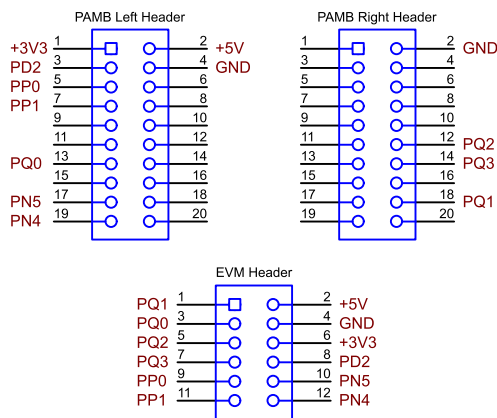 PAMB Left Header
+3V3 1 2 +5V
PD2 3 4 GND
PP0 5 6
PP1 7 8
9 10
11 12
PQ0 13 14
15 16
PN5 17 18
PN4 19 20
PAMB Right Header
1 2 GND
3 4
5 6
7 8
9 10
11 12 PQ2
13 14 PQ3
15 16
17 18 PQ1
19 20
EVM Header
PQ1 1 2 +5V
PQ0 3 4 GND
PQ2 5 6 +3V3
PQ3 7 8 PD2
PP0 9 10 PN5
PP1 11 12 PN4